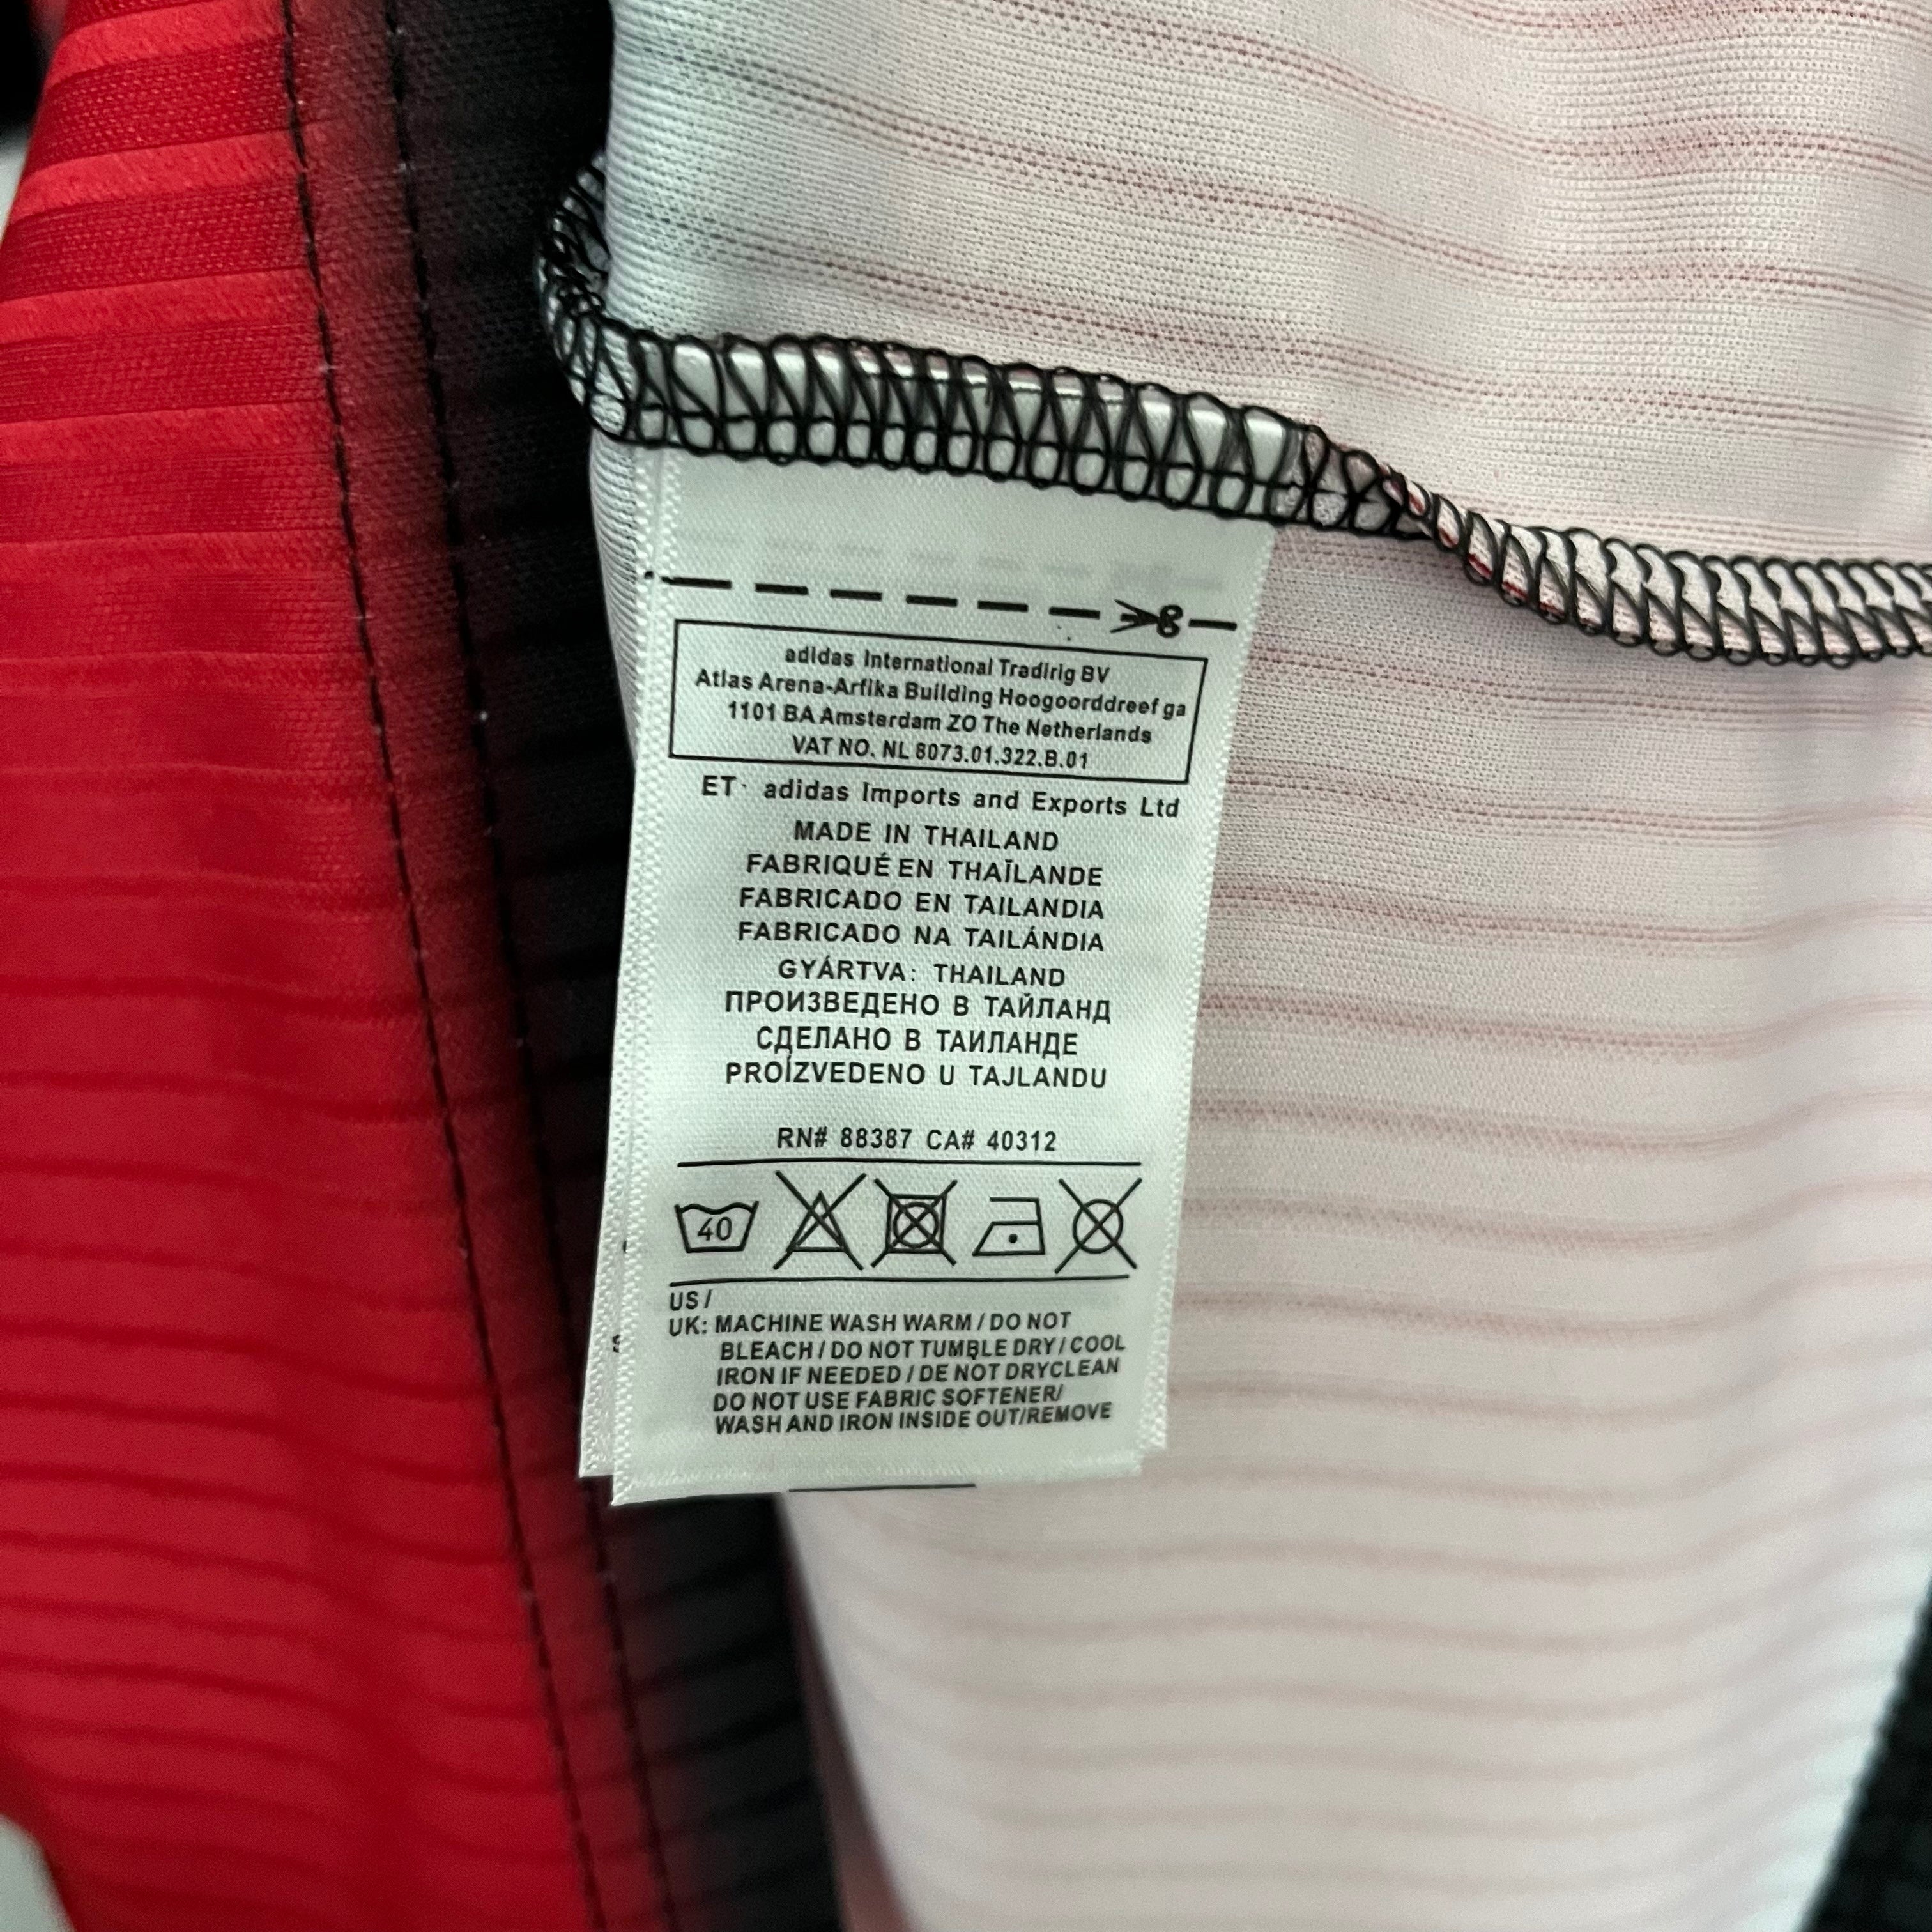 adidas International Tradirig BV
Atlas Arena-Arfika Building Hoogoorddreef ga
1101 BA Amsterdam ZO The Netherlands
VAT NO. NL 8073.01.322.B.01
ET· adidas Imports and Exports Ltd
MADE IN THAILAND
FABRIQUÉ EN THAĪLANDE
FABRICADO EN TAILANDIA
FABRICADO NA TAILÁNDIA
GYÁRTVA: THAILAND
ПРОИЗВЕДЕНО В ТАЙЛАНД
СДЕЛАНО В ТАИЛАНДЕ
PROÍZVEDENO U TAJLANDU
RN# 88387 CA# 40312
40
US /
UK: MACHINE WASH WARM / DO NOT
BLEACH / DO NOT TUMBLE DRY / COOL
IRON IF NEEDED / DE NOT DRYCLEAN
DO NOT USE FABRIC SOFTENER/
WASH AND IRON INSIDE OUT/REMOVE